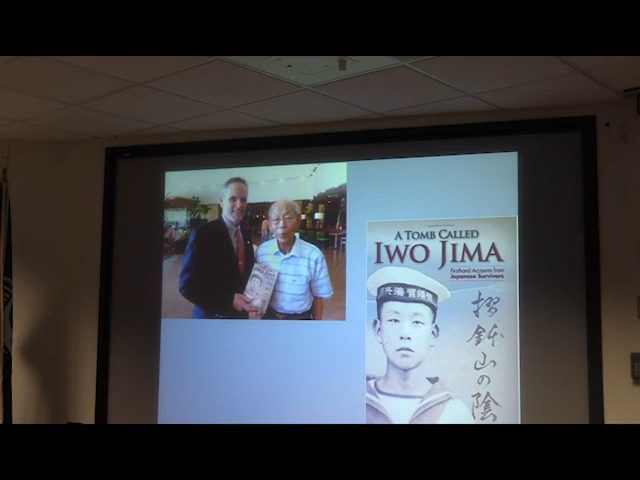 A TOMB CALLED
IWO JIMA
Firsthand Accounts from
Japanese Survivors
摺鉢山の陰